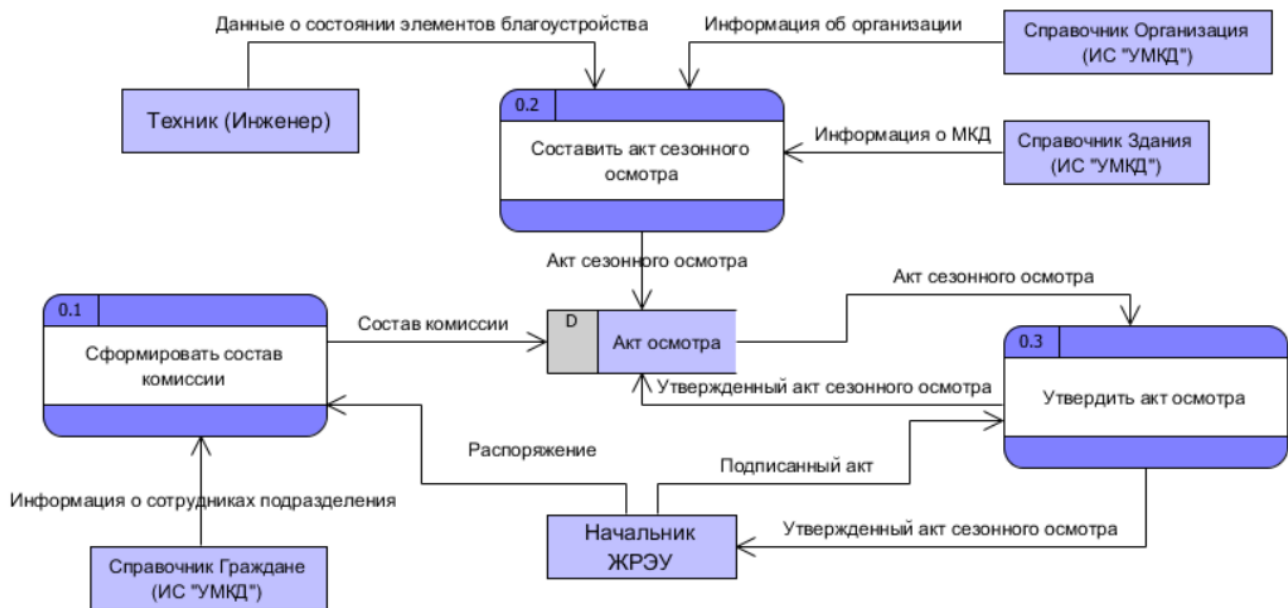 Данные о состоянии элементов благоустройства
Информация об организации
Справочник Организация
(ИС "УМКД")
Техник (Инженер)
0.2
Составить акт сезонного
осмотра
Информация о МКД
Справочник Здания
(ИС "УМКД")
Акт сезонного осмотра
Акт сезонного осмотра
0.1
Сформировать состав
комиссии
Состав комиссии
D
Акт осмотра
0.3
Утвердить акт осмотра
Утвержденный акт сезонного осмотра
Распоряжение
Подписанный акт
Информация о сотрудниках подразделения
Начальник
ЖРЭУ
Утвержденный акт сезонного осмотра
Справочник Граждане
(ИС "УМКД")